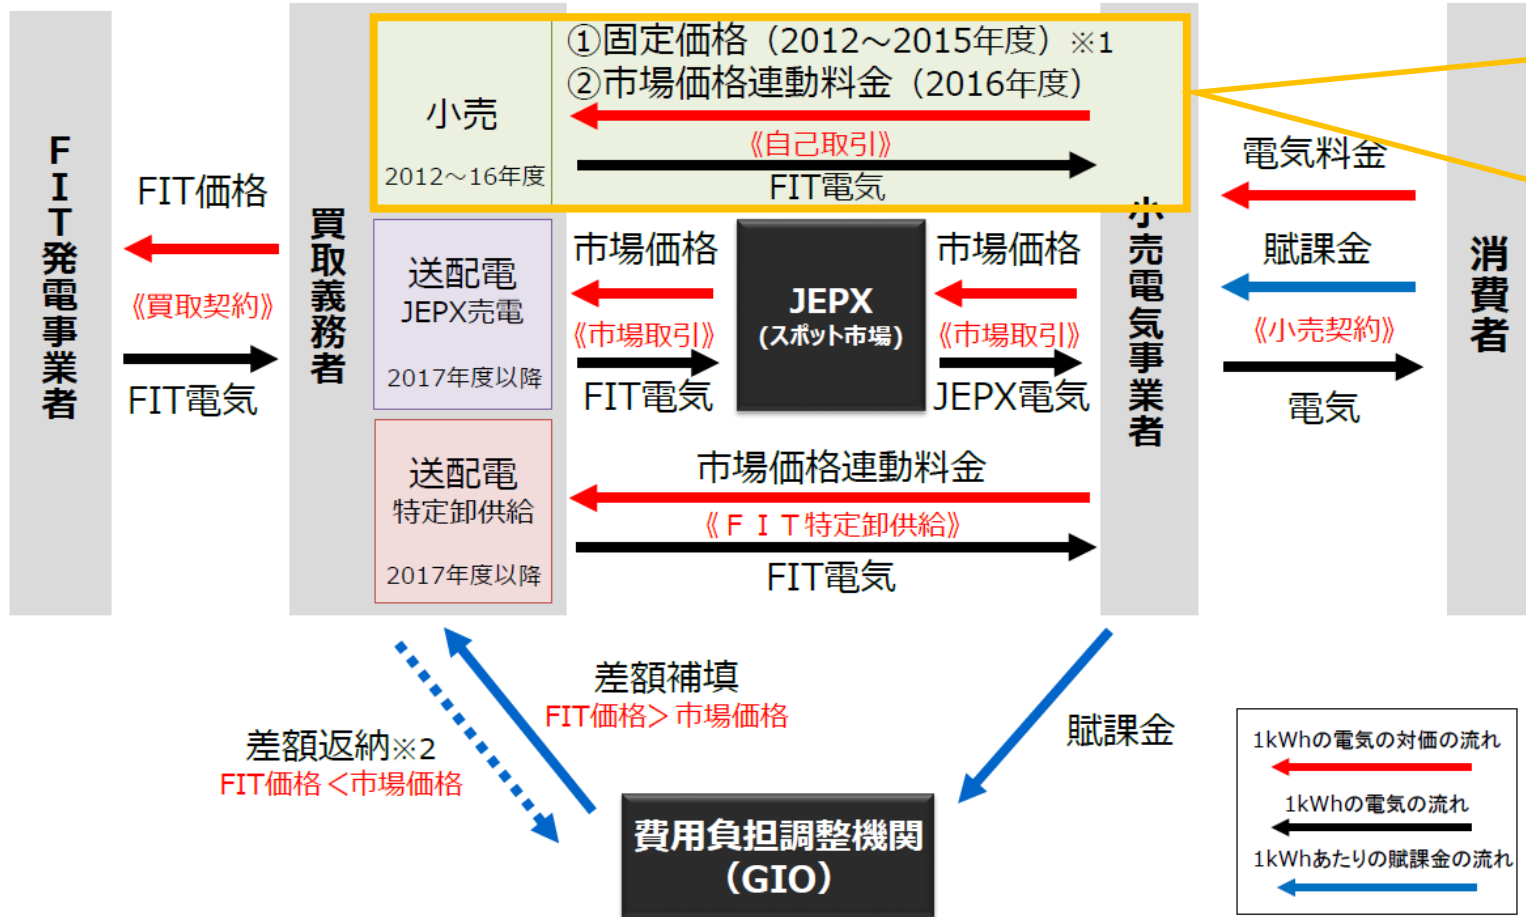 FIT発電事業者
FIT価格
《買取契約》
FIT電気
買取義務者
小売
2012～16年度
①固定価格（2012～2015年度）※1
②市場価格連動料金（2016年度）
《自己取引》
FIT電気
送配電
JEPX売電
2017年度以降
市場価格
《市場取引》
FIT電気
JEPX
(スポット市場)
市場価格
《市場取引》
JEPX電気
送配電
特定卸供給
2017年度以降
市場価格連動料金
《ＦＩＴ特定卸供給》
FIT電気
小売電気事業者
電気料金
賦課金
《小売契約》
電気
消費者
差額補填
FIT価格＞市場価格
差額返納※2
FIT価格＜市場価格
賦課金
費用負担調整機関
（GIO）
1kWhの電気の対価の流れ
1kWhの電気の流れ
1kWhあたりの賦課金の流れ